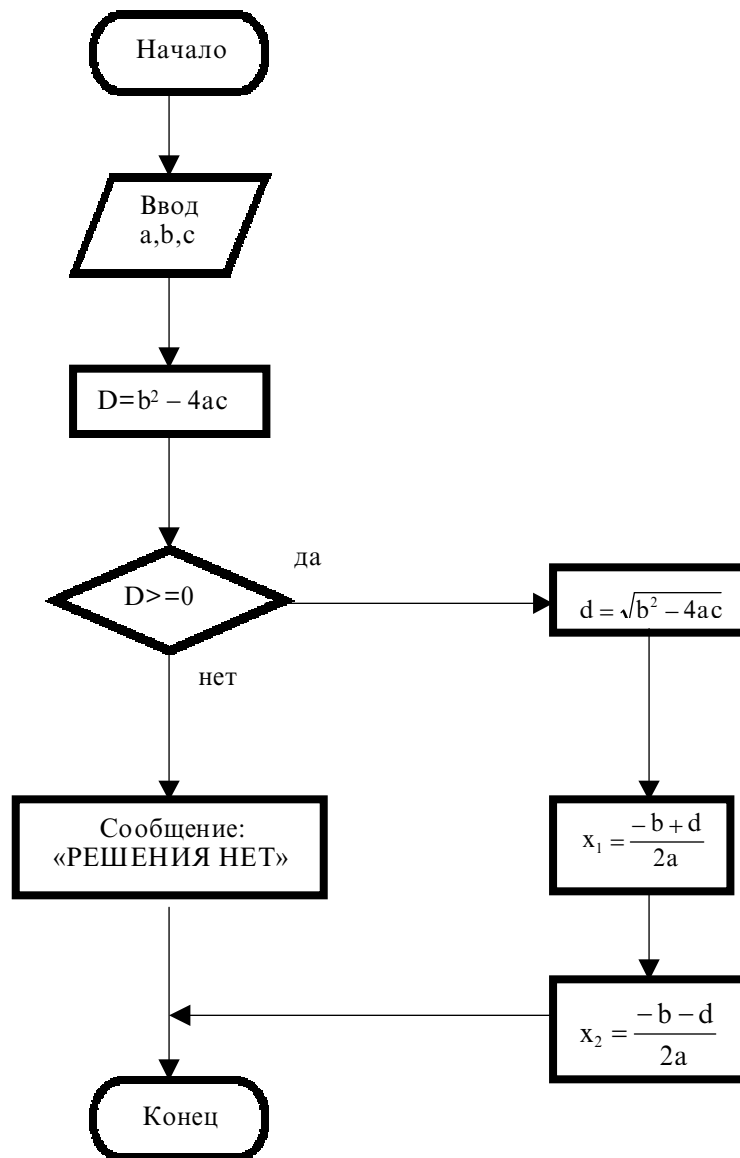 Начало
Ввод
a,b,c
D=b² – 4ac
D>=0
да
d = √b² − 4ac
нет
Сообщение:
«РЕШЕНИЯ НЕТ»
x₁ = (−b + d)/2a
x₂ = (−b − d)/2a
Конец